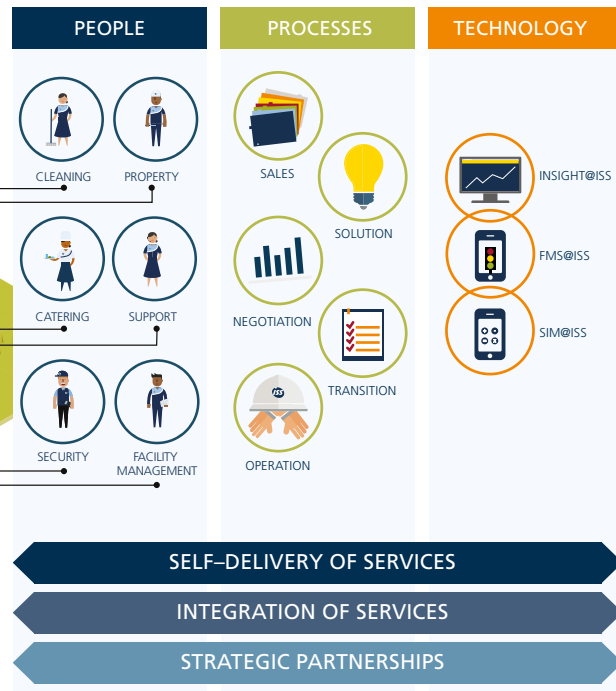 PEOPLE
CLEANING
PROPERTY
CATERING
SUPPORT
SECURITY
FACILITY
MANAGEMENT
PROCESSES
SALES
SOLUTION
NEGOTIATION
TRANSITION
ISS
OPERATION
TECHNOLOGY
INSIGHT@ISS
FMS@ISS
SIM@ISS
SELF–DELIVERY OF SERVICES
INTEGRATION OF SERVICES
STRATEGIC PARTNERSHIPS